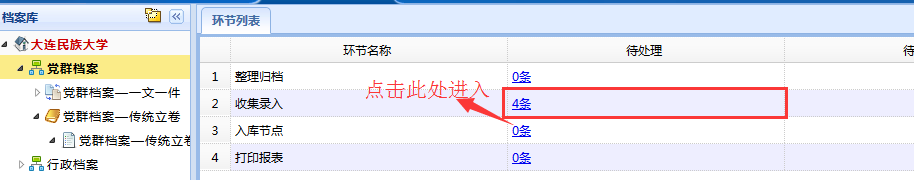 档案库
大连民族大学
党群档案
党群档案—一文一件
党群档案—传统立卷
党群档案—传统立卷
行政档案
环节列表
环节名称 待处理 待
1 整理归档 0条
2 收集录入 4条
点击此处进入
3 入库节点 0条
4 打印报表 0条